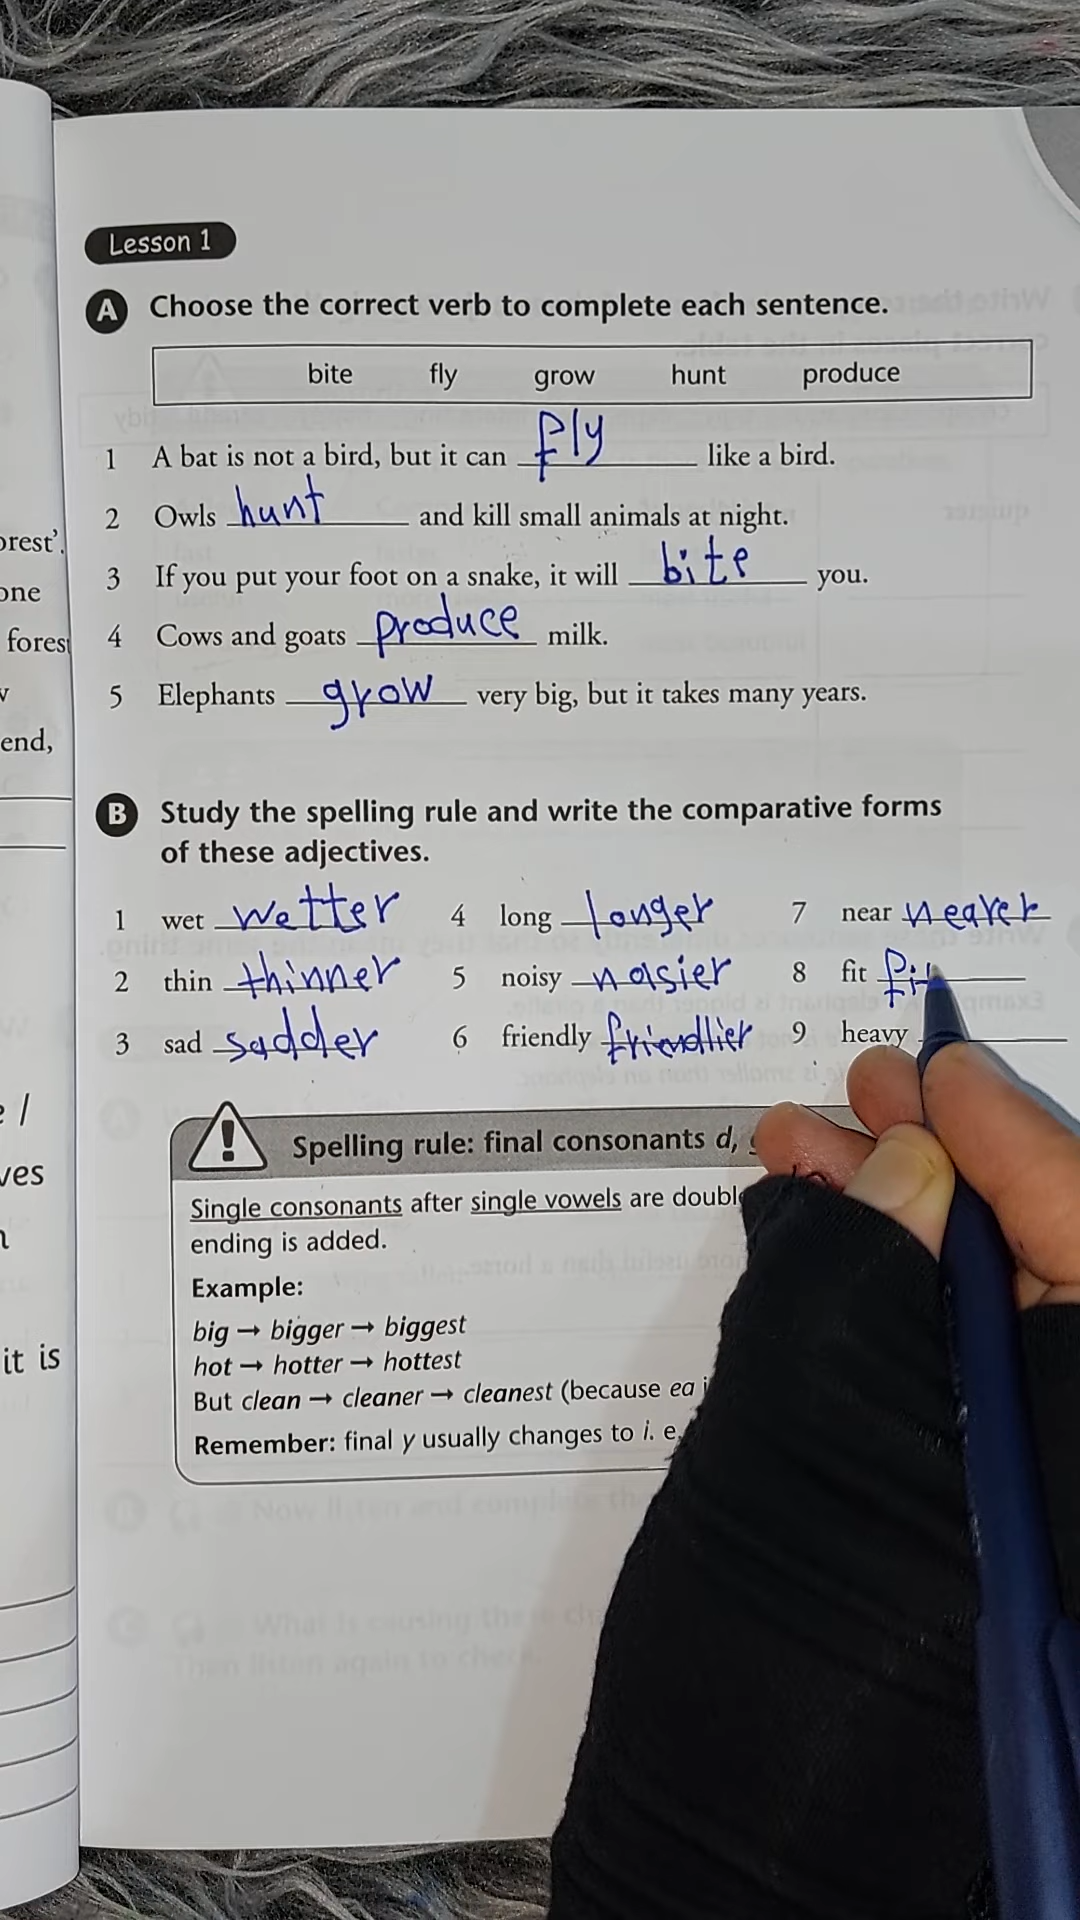 Lesson 1
A Choose the correct verb to complete each sentence.
bite fly grow hunt produce
1 A bat is not a bird, but it can fly like a bird.
2 Owls hunt and kill small animals at night.
3 If you put your foot on a snake, it will bite you.
4 Cows and goats produce milk.
5 Elephants grow very big, but it takes many years.
B Study the spelling rule and write the comparative forms
of these adjectives.
1 wet wetter 4 long longer 7 near nearer
2 thin thinner 5 noisy noisier 8 fit
3 sad sadder 6 friendly friendlier 9 heavy
Spelling rule: final consonants d,
Single consonants after single vowels are
ending is added.
Example:
big → bigger → biggest
hot → hotter → hottest
But clean → cleaner → cleanest (because ea
Remember: final y usually changes to i.
one
end,
it is